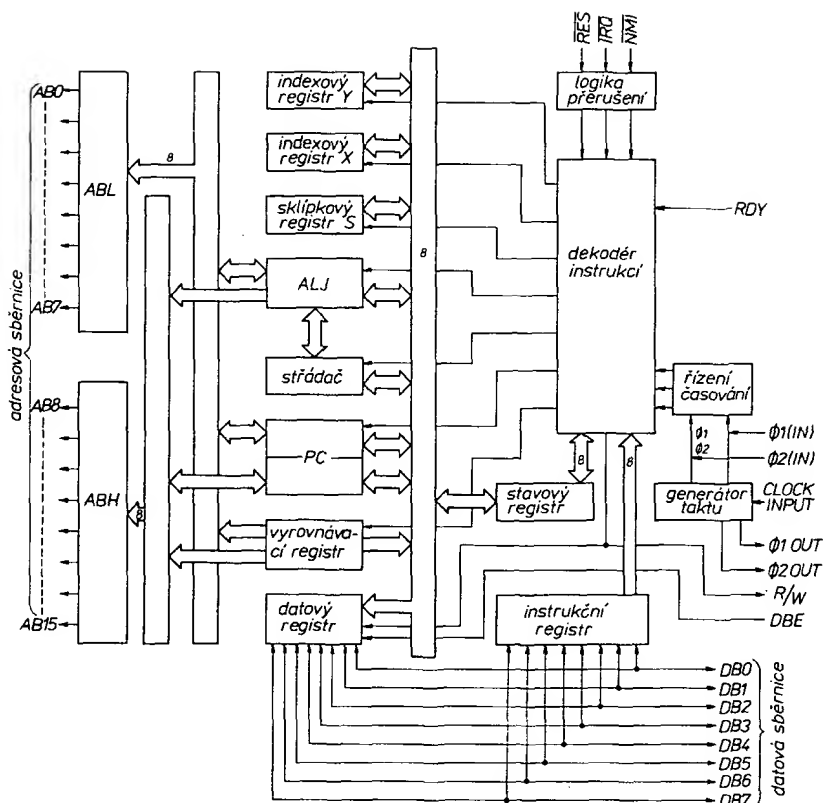 RES
IRQ
NMI
logika
přerušení
indexový
registr Y
indexový
registr X
sklípkový
registr S
ALJ
střádač
PC
vyrovnáva-
cí registr
datový
registr
8
dekodér
instrukcí
RDY
řízení
časování
ϕ1
ϕ2
ϕ1(IN)
ϕ2(IN)
generátor
taktu
CLOCK
INPUT
ϕ1 OUT
ϕ2 OUT
R/W
DBE
8
8
stavový
registr
instrukční
registr
adresová sběrnice
AB0
AB7
AB8
AB15
ABL
ABH
8
8
DB0
DB1
DB2
DB3
DB4
DB5
DB6
DB7
datová sběrnice